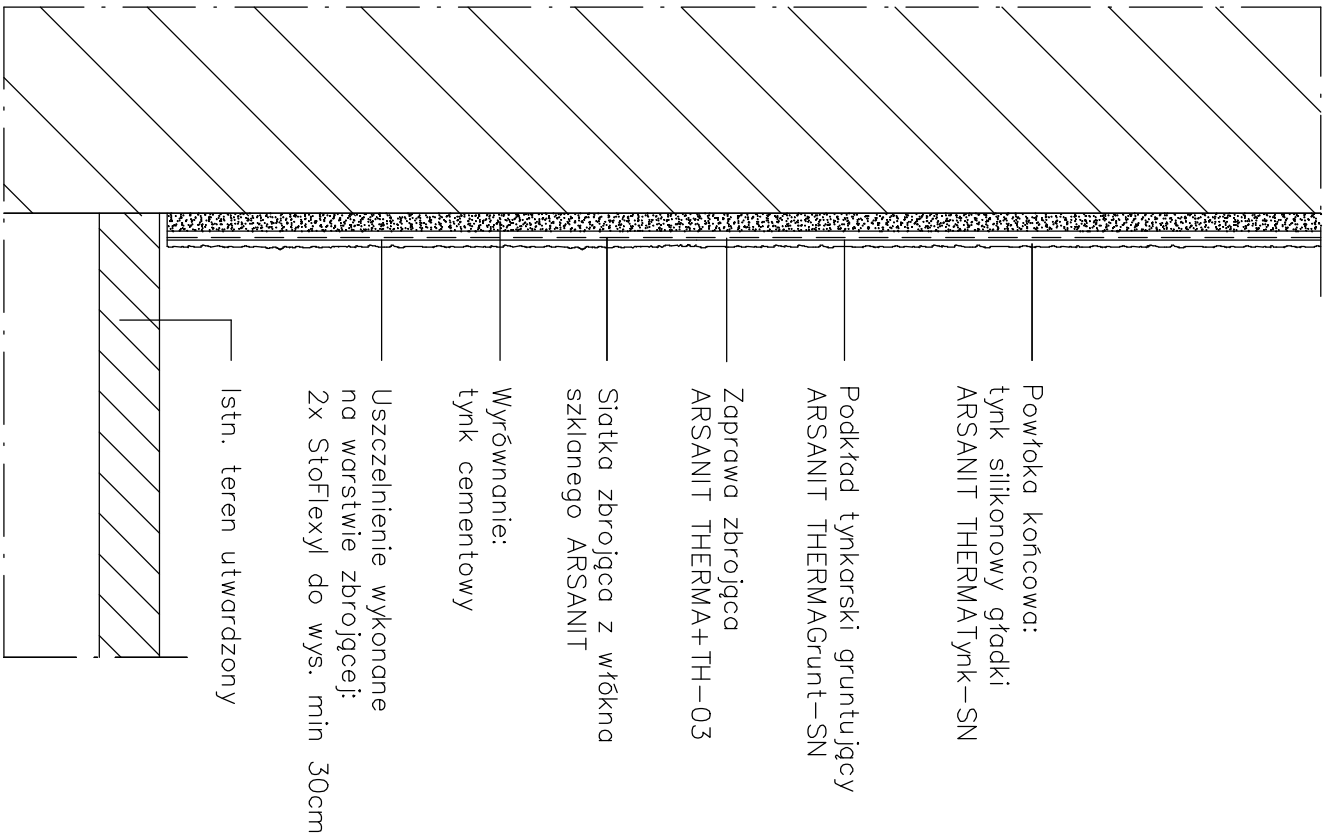 Powłoka końcowa:
tynk silikonowy gładki
ARSANIT THERMATynk-SN
Podkład tynkarski gruntujący
ARSANIT THERMAGrunt-SN
Zaprawa zbrojąca
ARSANIT THERMA+TH-03
Siatka zbrojąca z włókna
szklanego ARSANIT
Wyrównanie:
tynk cementowy
Uszczelnienie wykonane
na warstwie zbrojącej:
2x StoFlexyl do wys. min 30cm
Istn. teren utwardzony